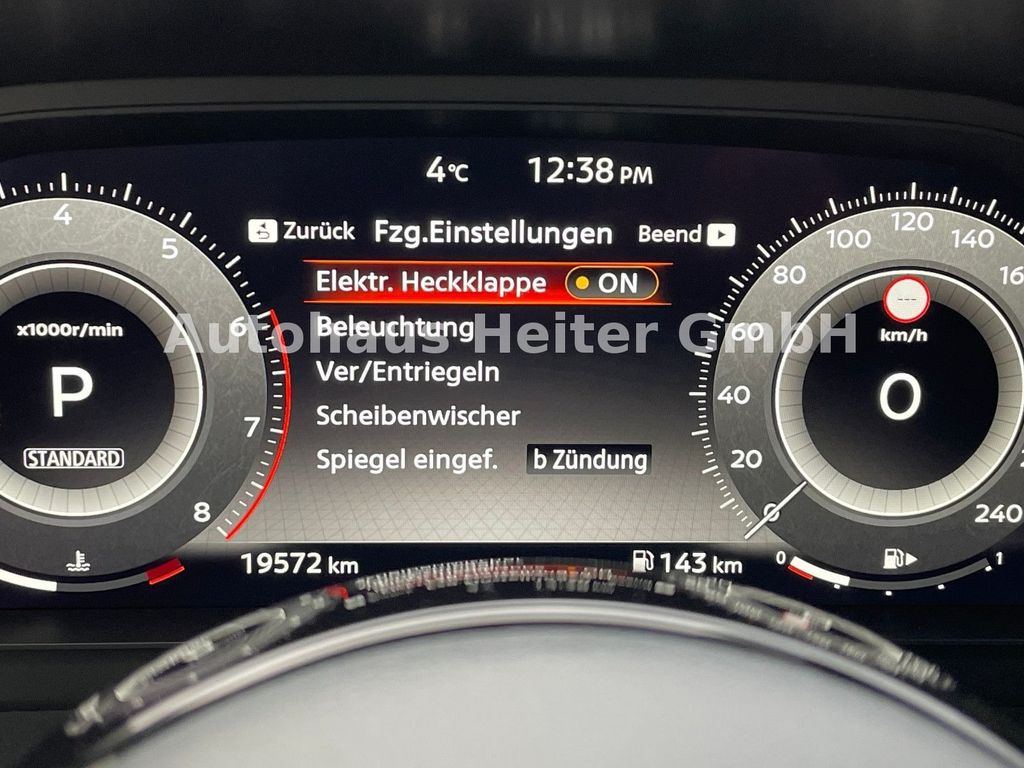 4°C 12:38 PM
Zurück Fzg.Einstellungen Beend
Elektr. Heckklappe ON
Beleuchtung
Ver/Entriegeln
Scheibenwischer
Spiegel eingef. b Zündung
19572 km 143 km
4
5
6
7
8
x1000r/min
P
STANDARD
0
20
40
60
80
100
120
140
240
---
km/h
0
0 1
Autohaus Heiter GmbH